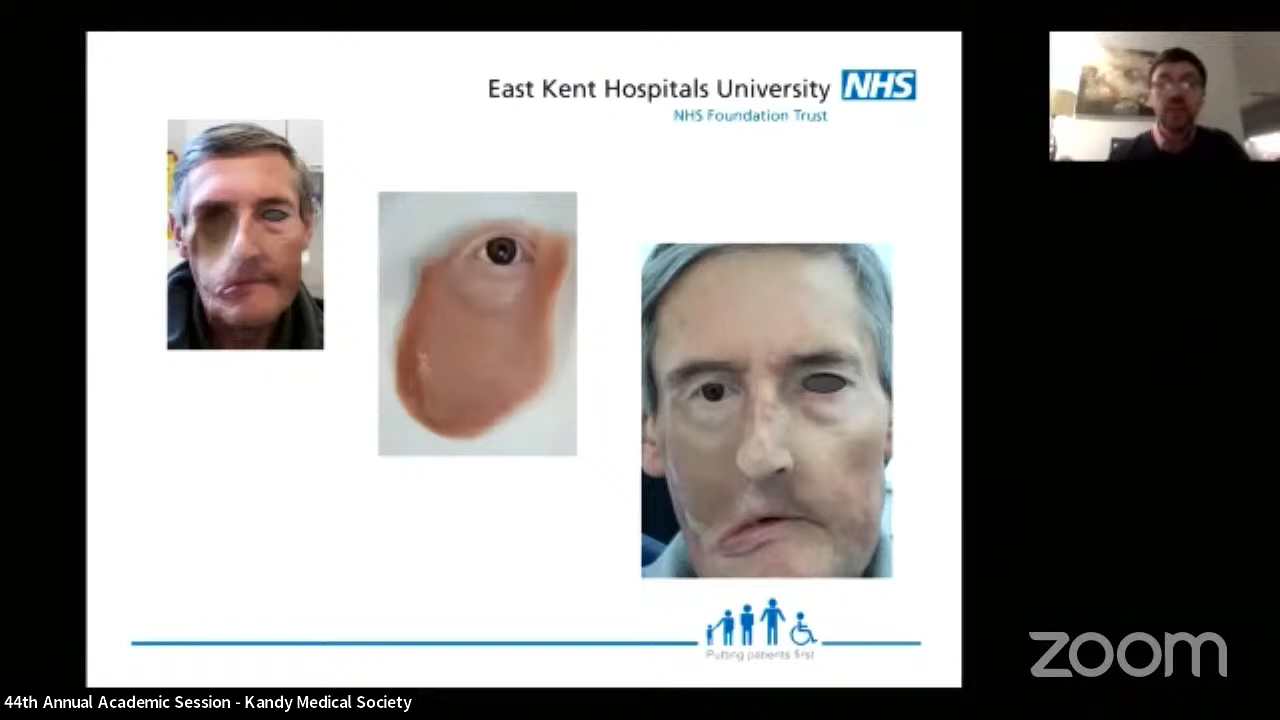 East Kent Hospitals University NHS
NHS Foundation Trust
Putting patients first
zoom
44th Annual Academic Session - Kandy Medical Society